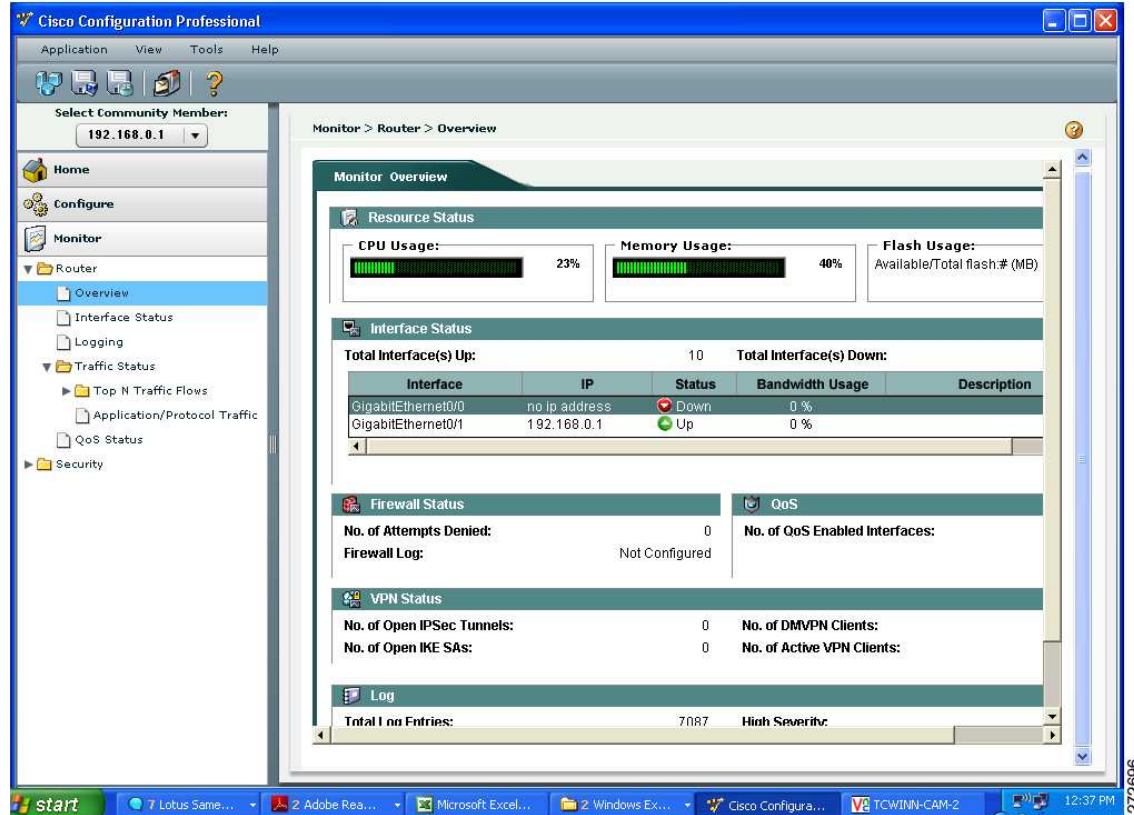 Cisco Configuration Professional
Application View Tools Help
Select Community Member:
192.168.0.1
Home
Configure
Monitor
Router
Overview
Interface Status
Logging
Traffic Status
Top N Traffic Flows
Application/Protocol Traffic
QoS Status
Security
Monitor > Router > Overview
Monitor Overview
Resource Status
CPU Usage: 23%
Memory Usage: 40%
Flash Usage:
Available/Total flash:# (MB)
Interface Status
Total Interface(s) Up: 10 Total Interface(s) Down:
Interface IP Status Bandwidth Usage Description
GigabitEthernet0/0 no ip address Down 0 %
GigabitEthernet0/1 192.168.0.1 Up 0 %
Firewall Status
No. of Attempts Denied: 0
Firewall Log: Not Configured
QoS
No. of QoS Enabled Interfaces:
VPN Status
No. of Open IPSec Tunnels: 0 No. of DMVPN Clients:
No. of Open IKE SAs: 0 No. of Active VPN Clients:
Log
Total Log Entries: 7087 High Severity:
start 7 Lotus Same... 2 Adobe Rea... Microsoft Excel... 2 Windows Ex... Cisco Configura... TCWINN-CAM-2 12:37 PM